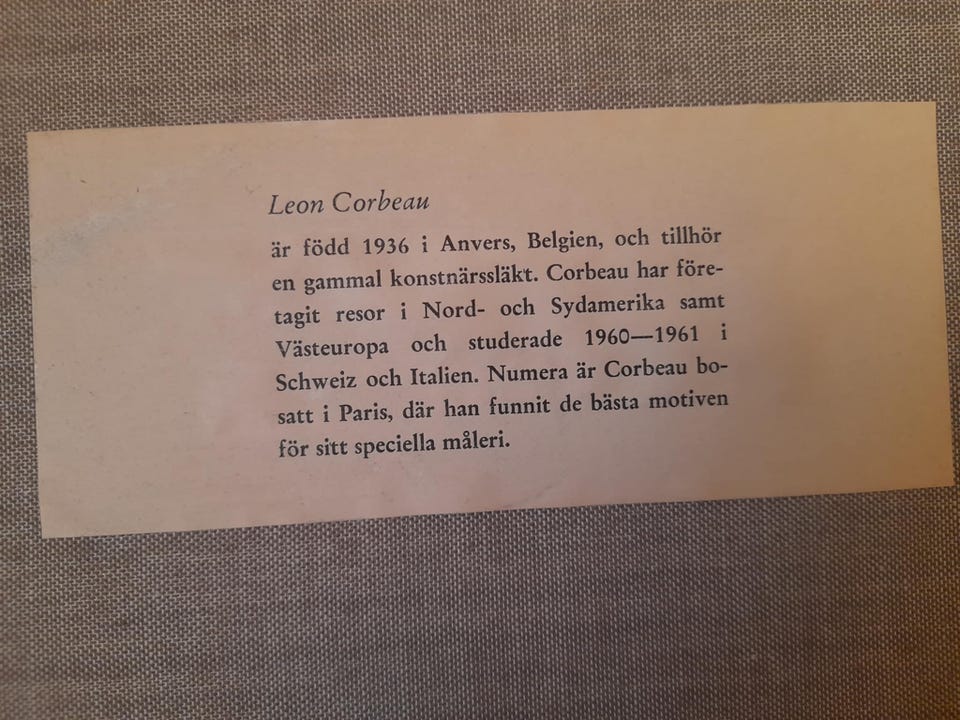 Leon Corbeau
är född 1936 i Anvers, Belgien, och tillhör
en gammal konstnärssläkt. Corbeau har före-
tagit resor i Nord- och Sydamerika samt
Västeuropa och studerade 1960—1961 i
Schweiz och Italien. Numera är Corbeau bo-
satt i Paris, där han funnit de bästa motiven
för sitt speciella måleri.